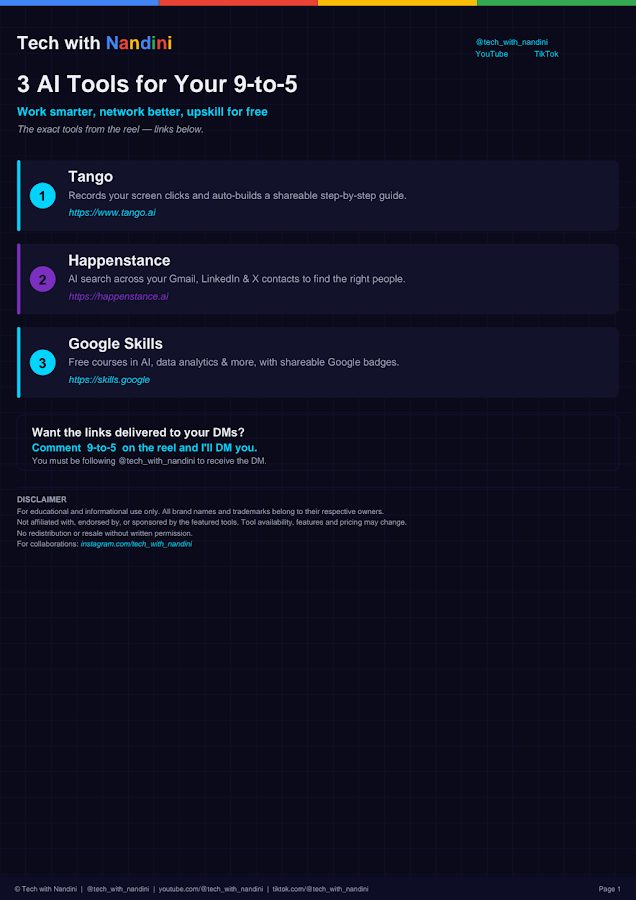 Tech with Nandini
@tech_with_nandini
YouTube TikTok
3 AI Tools for Your 9-to-5
Work smarter, network better, upskill for free
The exact tools from the reel — links below.
1
Tango
Records your screen clicks and auto-builds a shareable step-by-step guide.
https://www.tango.ai
2
Happenstance
AI search across your Gmail, LinkedIn & X contacts to find the right people.
https://happenstance.ai
3
Google Skills
Free courses in AI, data analytics & more, with shareable Google badges.
https://skills.google
Want the links delivered to your DMs?
Comment 9-to-5 on the reel and I'll DM you.
You must be following @tech_with_nandini to receive the DM.
DISCLAIMER
For educational and informational use only. All brand names and trademarks belong to their respective owners.
Not affiliated with, endorsed by, or sponsored by the featured tools. Tool availability, features and pricing may change.
No redistribution or resale without written permission.
For collaborations: instagram.com/tech_with_nandini
© Tech with Nandini | @tech_with_nandini | youtube.com/@tech_with_nandini | tiktok.com/@tech_with_nandini
Page 1